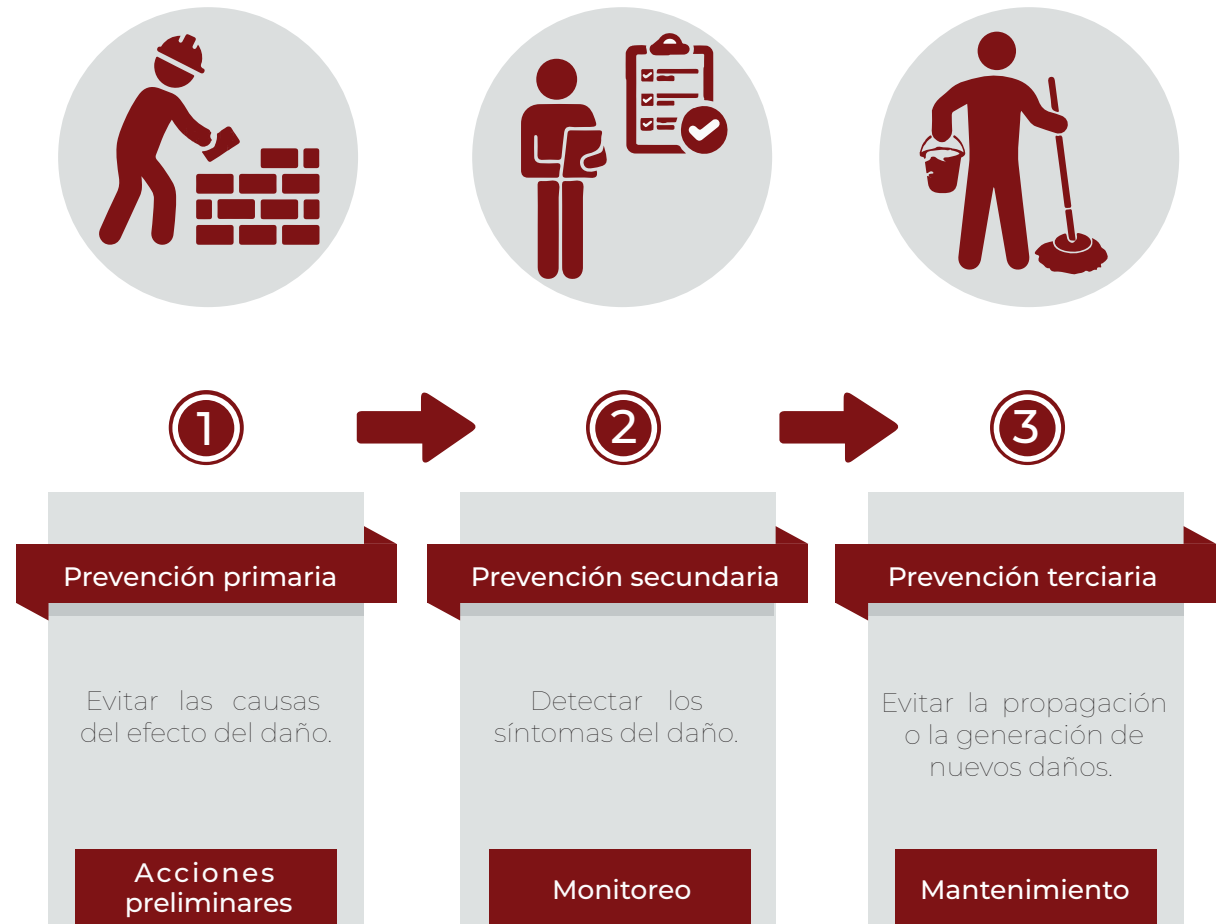 1
2
3
Prevención primaria
Prevención secundaria
Prevención terciaria
Evitar las causas
del efecto del daño.
Detectar los
síntomas del daño.
Evitar la propagación
o la generación de
nuevos daños.
Acciones
preliminares
Monitoreo
Mantenimiento